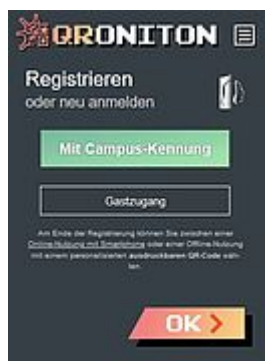 QRONITON
Registrieren
oder neu anmelden
Mit Campus-Kennung
Gastzugang
Am Ende der Registrierung können Sie zwischen einer
Online-Nutzung mit Smartphone oder einer Offline-Nutzung
mit einem personalisierten ausdruckbaren QR-Code wäh-
len.
OK >